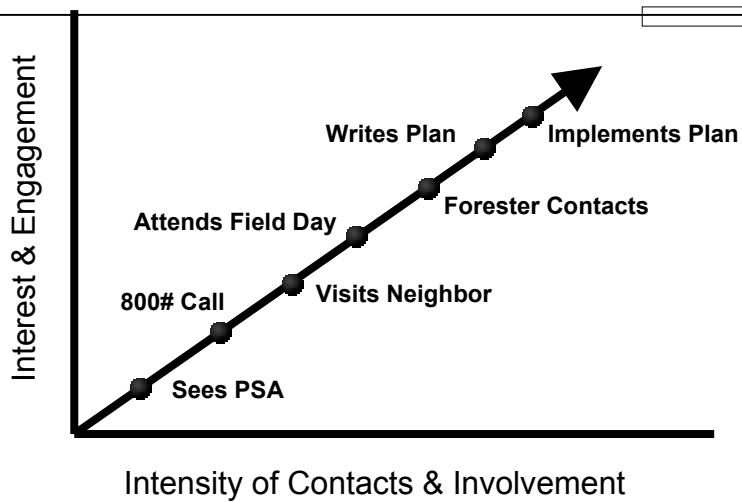 Interest & Engagement
Writes Plan
Implements Plan
Forester Contacts
Attends Field Day
Visits Neighbor
800# Call
Sees PSA
Intensity of Contacts & Involvement